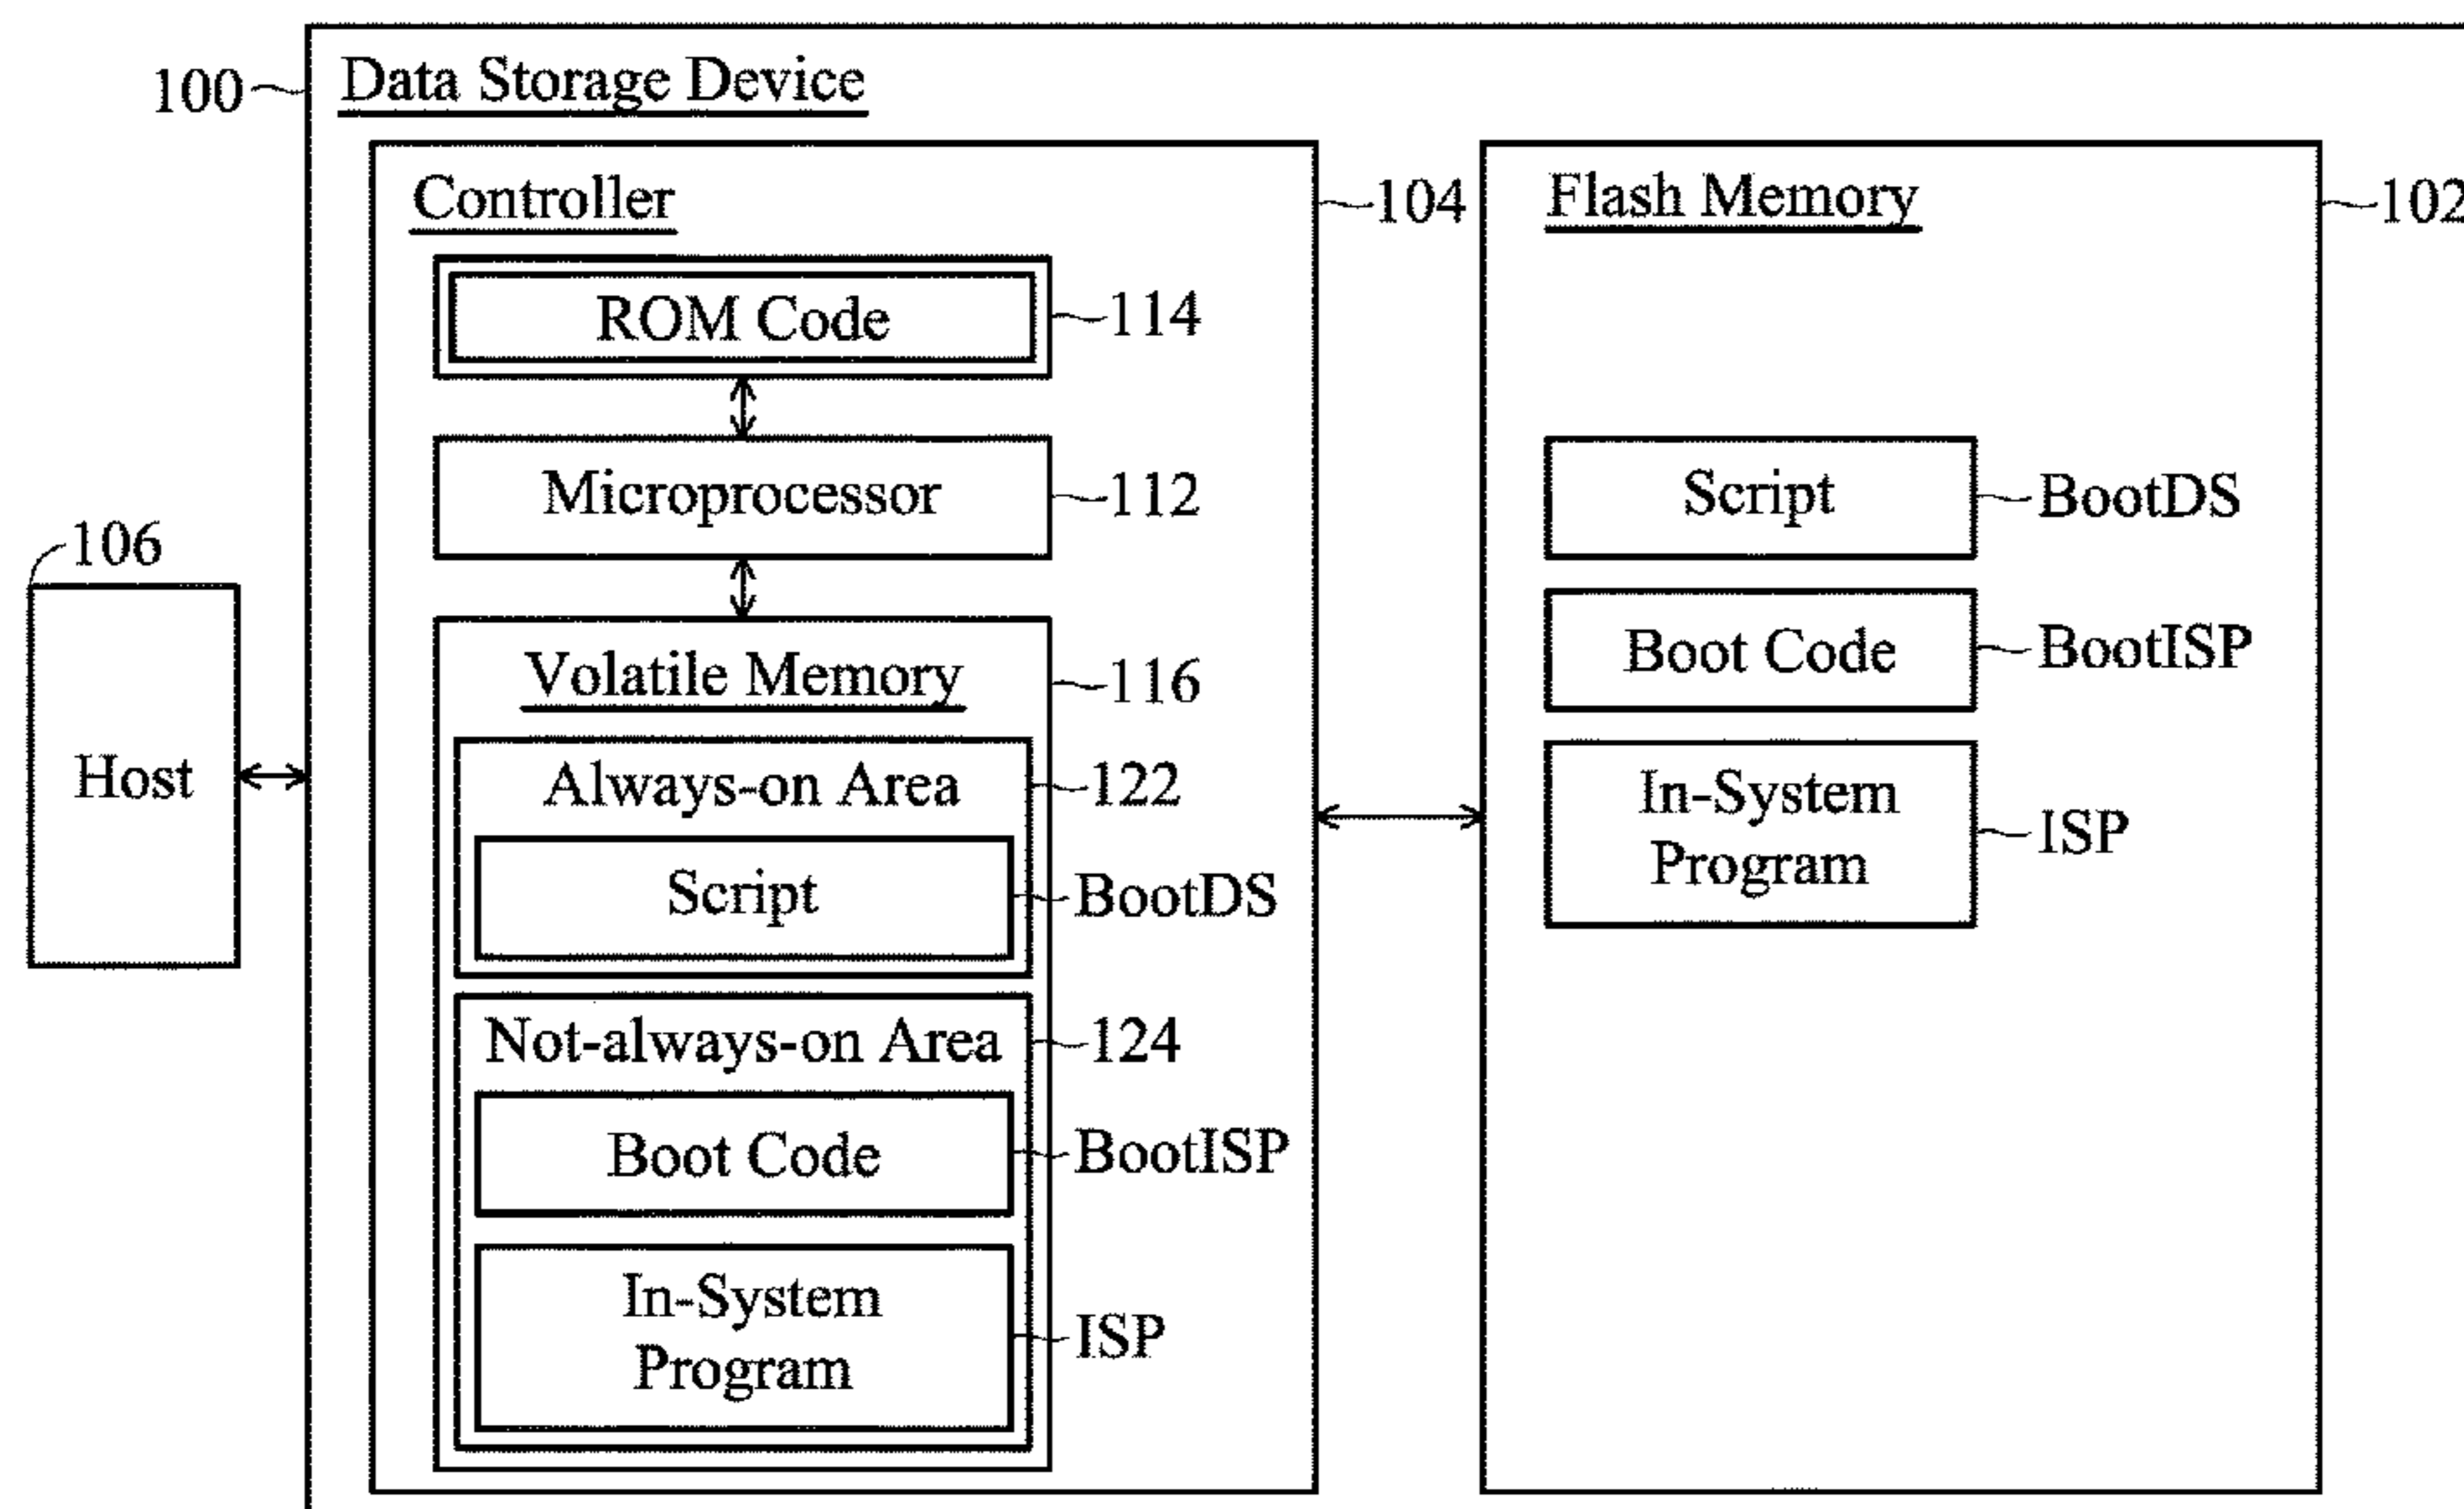 100
Data Storage Device
Controller
104
ROM Code
114
Microprocessor
112
Volatile Memory
116
Always-on Area
122
Script
BootDS
Not-always-on Area
124
Boot Code
BootISP
In-System
Program
ISP
106
Host
Flash Memory
102
Script
BootDS
Boot Code
BootISP
In-System
Program
ISP